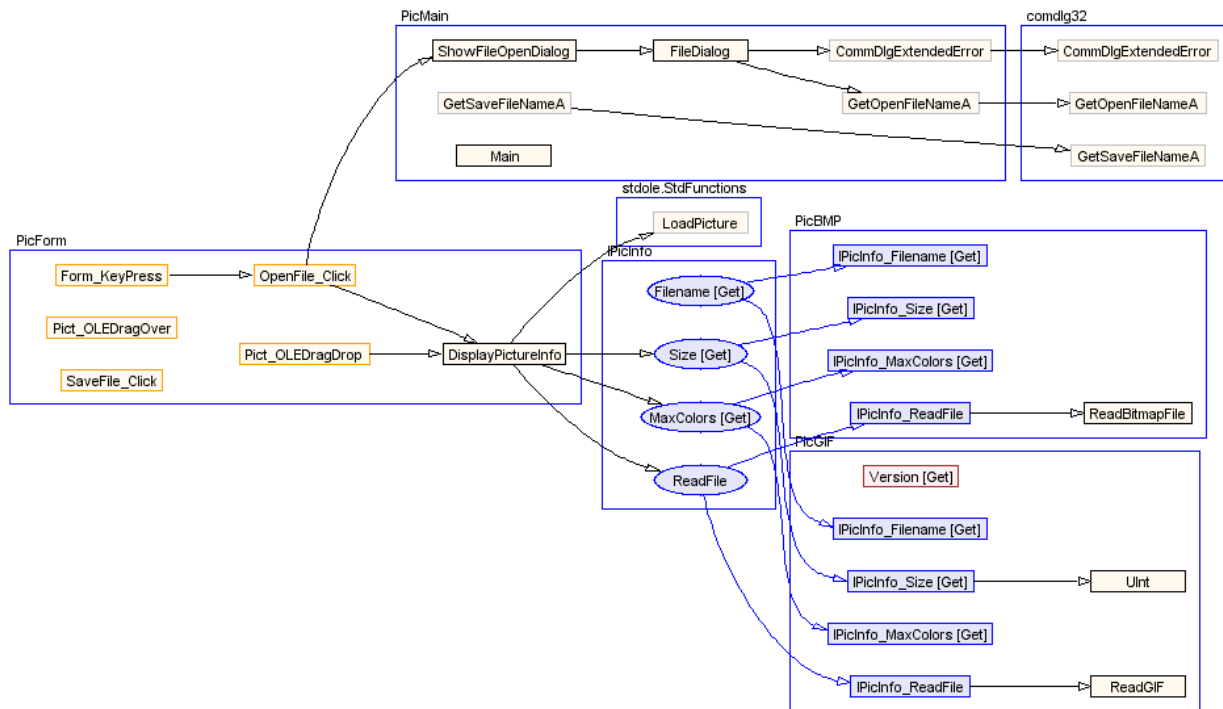 PicMain
ShowFileOpenDialog
FileDialog
CommDlgExtendedError
GetSaveFileNameA
GetOpenFileNameA
Main
comdlg32
CommDlgExtendedError
GetOpenFileNameA
GetSaveFileNameA
stdole.StdFunctions
LoadPicture
PicForm
Form_KeyPress
OpenFile_Click
Pict_OLEDragOver
Pict_OLEDragDrop
DisplayPictureInfo
SaveFile_Click
IPicInfo
Filename [Get]
Size [Get]
MaxColors [Get]
ReadFile
PicBMP
IPicInfo_Filename [Get]
IPicInfo_Size [Get]
IPicInfo_MaxColors [Get]
IPicInfo_ReadFile
ReadBitmapFile
PicGIF
Version [Get]
IPicInfo_Filename [Get]
IPicInfo_Size [Get]
UInt
IPicInfo_MaxColors [Get]
IPicInfo_ReadFile
ReadGIF